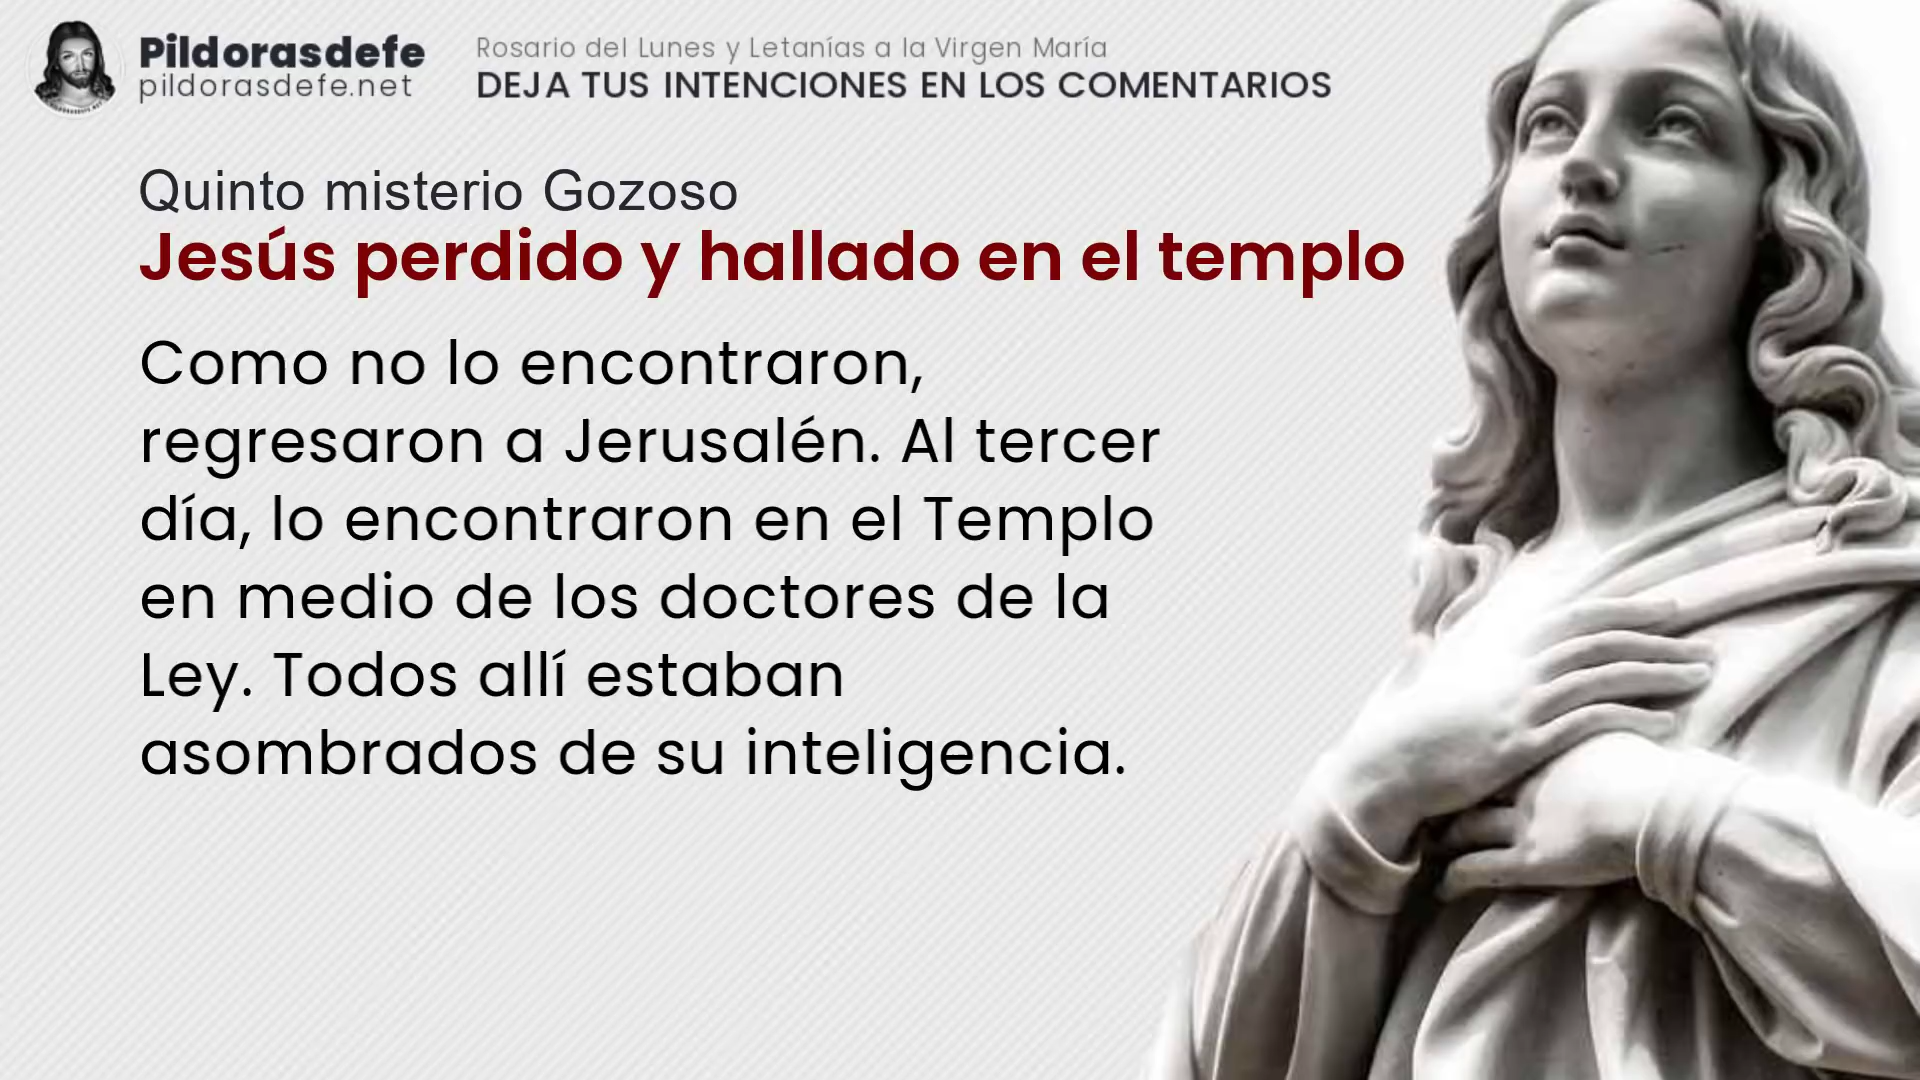 Pildorasdefe
pildorasdefe.net
Rosario del Lunes y Letanías a la Virgen María
DEJA TUS INTENCIONES EN LOS COMENTARIOS
Quinto misterio Gozoso
Jesús perdido y hallado en el templo
Como no lo encontraron,
regresaron a Jerusalén. Al tercer
día, lo encontraron en el Templo
en medio de los doctores de la
Ley. Todos allí estaban
asombrados de su inteligencia.